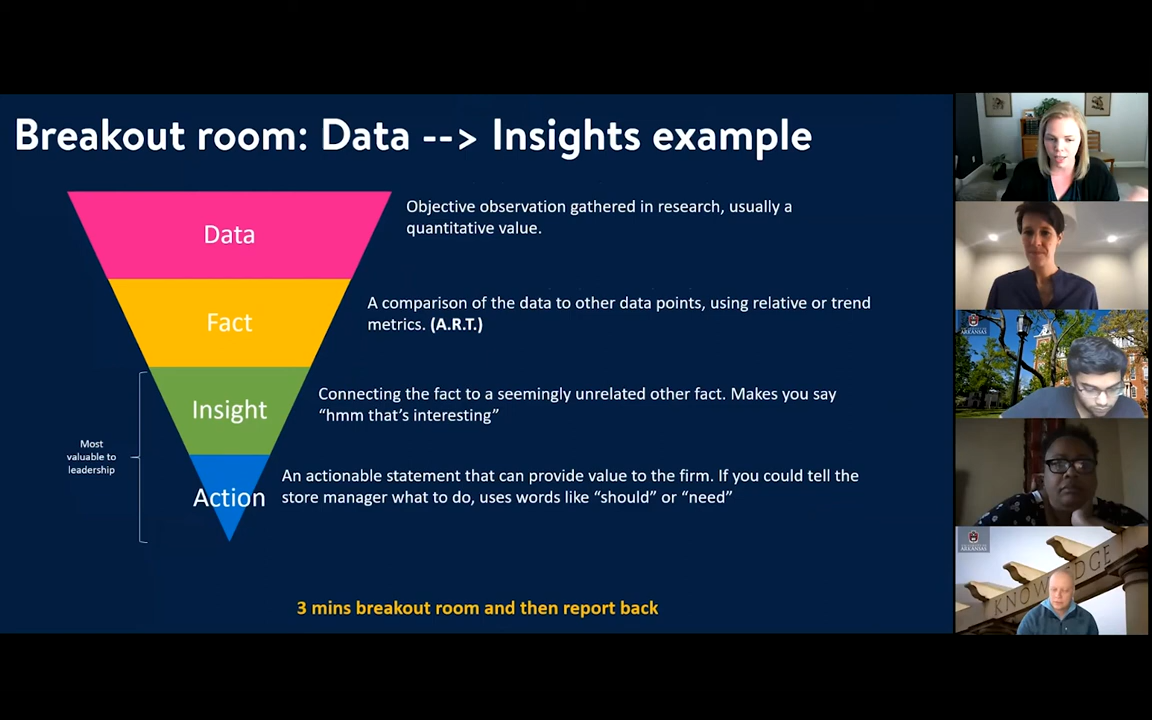 Breakout room: Data --> Insights example
Data
Objective observation gathered in research, usually a
quantitative value.
Fact
A comparison of the data to other data points, using relative or trend
metrics. (A.R.T.)
Insight
Connecting the fact to a seemingly unrelated other fact. Makes you say
“hmm that’s interesting”
Most
valuable to
leadership
Action
An actionable statement that can provide value to the firm. If you could tell the
store manager what to do, uses words like “should” or “need”
3 mins breakout room and then report back
ARKANSAS
ARKANSAS
KNOWLEDGE